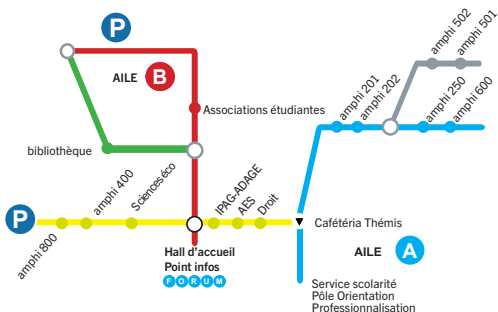 P
AILE B
Associations étudiantes
bibliothèque
amphi 502
amphi 501
amphi 201
amphi 202
amphi 250
amphi 600
P
amphi 800
amphi 400
Sciences éco
IPAG-ADAGE
AES
Droit
Cafétéria Thémis
Hall d'accueil
Point infos
FORUM
AILE A
Service scolarité
Pôle Orientation
Professionnalisation